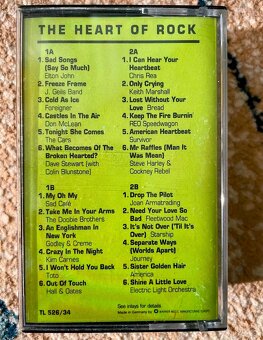 THE HEART OF ROCK
1A
1. Sad Songs
(Say So Much)
Elton John
2. Freeze Frame
J. Geils Band
3. Cold As Ice
Foreigner
4. Castles In The Air
Don McLean
5. Tonight She Comes
The Cars
6. What Becomes Of The
Broken Hearted?
Dave Stewart (with
Colin Blunstone)
2A
1. I Can Hear Your
Heartbeat
Chris Rea
2. Only Crying
Keith Marshall
3. Lost Without Your
Love Bread
4. Keep The Fire Burnin'
REO Speedwagon
5. American Heartbeat
Survivor
6. Mr Raffles (Man It
Was Mean)
Steve Harley &
Cockney Rebel
1B
1. My Oh My
Sad Café
2. Take Me In Your Arms
The Doobie Brothers
3. An Englishman In
New York
Godley & Creme
4. Crazy In The Night
Kim Carnes
5. I Won't Hold You Back
Toto
6. Out Of Touch
Hall & Oates
2B
1. Drop The Pilot
Joan Armatrading
2. Need Your Love So
Bad Fleetwood Mac
3. It's Not Over ('Til It's
Over) Starship
4. Separate Ways
(Worlds Apart)
Journey
5. Sister Golden Hair
America
6. Shine A Little Love
Electric Light Orchestra
See inlays for details
TL 526/34
Made in Germany by